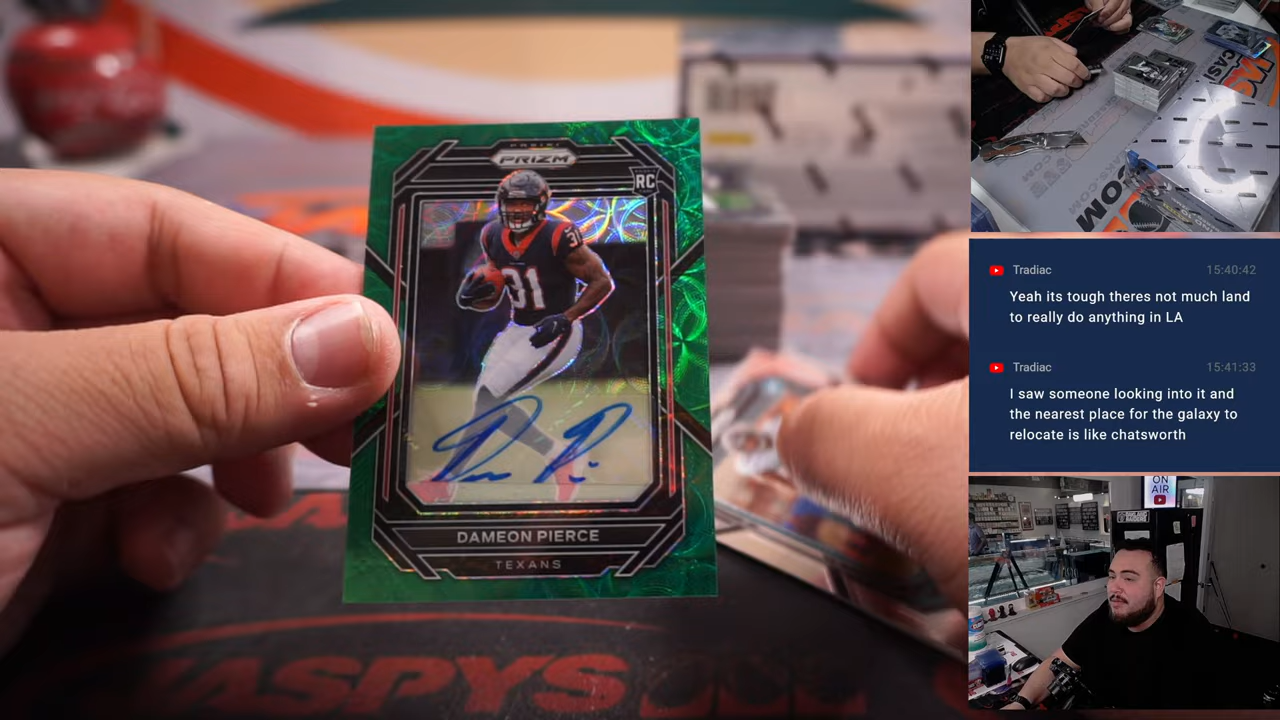 PANINI
PRIZM
RC
31
31
DAMEON PIERCE
TEXANS
JASPYS
Tradiac 15:40:42
Yeah its tough theres not much land
to really do anything in LA
Tradiac 15:41:33
I saw someone looking into it and
the nearest place for the galaxy to
relocate is like chatsworth
ON
AIR